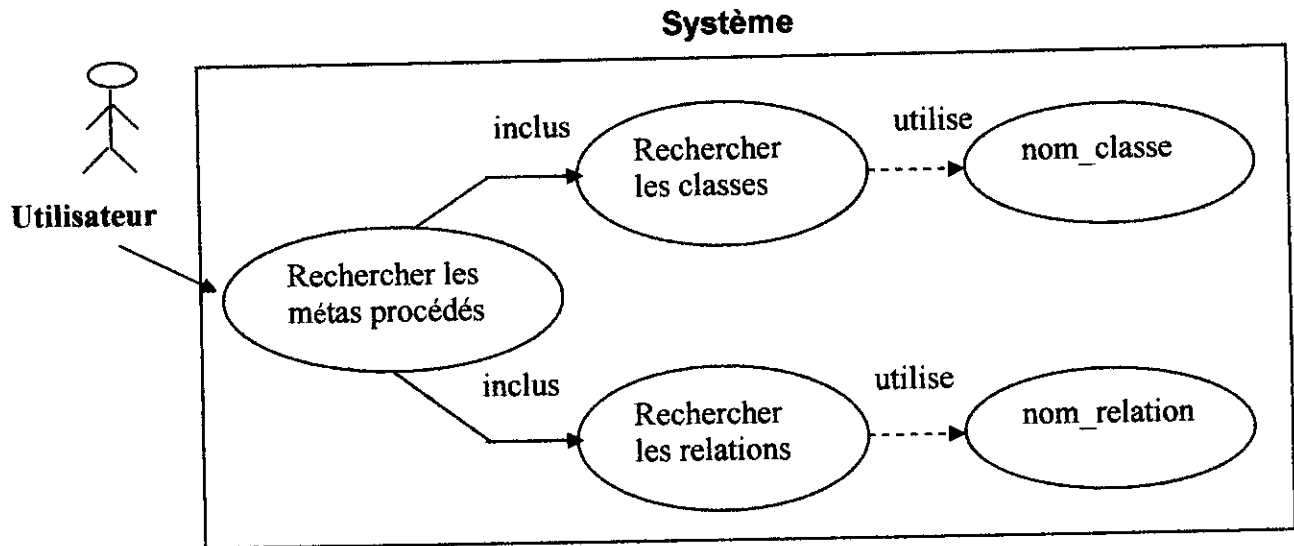 Système
inclus
Rechercher
les classes
utilise
nom_classe
Utilisateur
Rechercher les
métas procédés
inclus
Rechercher
les relations
utilise
nom_relation